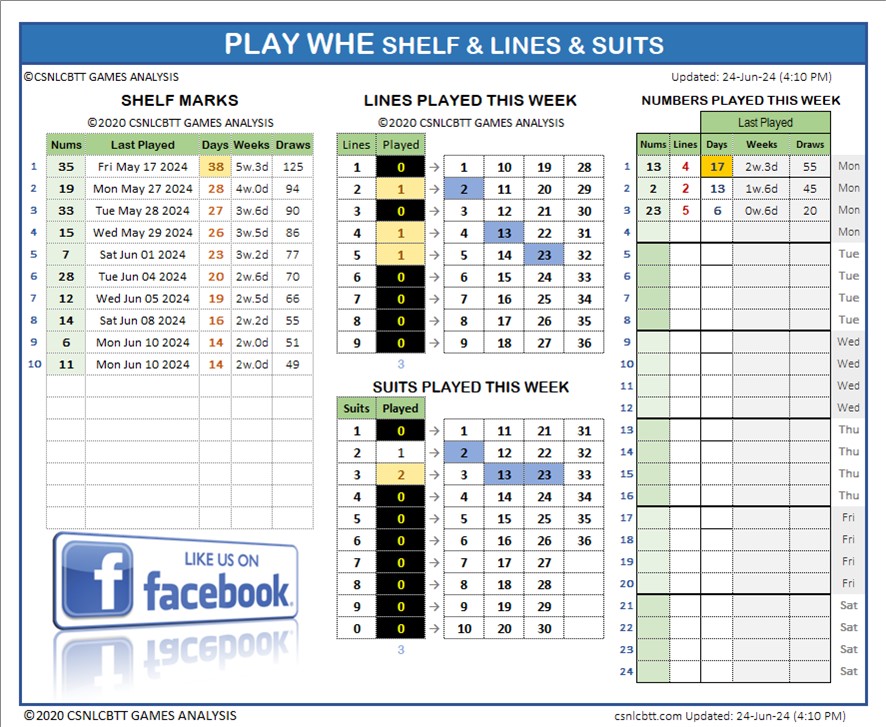 PLAY WHE SHELF & LINES & SUITS
©CSNLCBTT GAMES ANALYSIS
Updated: 24-Jun-24 (4:10 PM)
SHELF MARKS
©2020 CSNLCBTT GAMES ANALYSIS
Nums Last Played Days Weeks Draws
1 35 Fri May 17 2024 38 5w.3d 125
2 19 Mon May 27 2024 28 4w.0d 94
3 33 Tue May 28 2024 27 3w.6d 90
4 15 Wed May 29 2024 26 3w.5d 86
5 7 Sat Jun 01 2024 23 3w.2d 77
6 28 Tue Jun 04 2024 20 2w.6d 70
7 12 Wed Jun 05 2024 19 2w.5d 66
8 14 Sat Jun 08 2024 16 2w.2d 55
9 6 Mon Jun 10 2024 14 2w.0d 51
10 11 Mon Jun 10 2024 14 2w.0d 49
LIKE US ON
facebook.
LINES PLAYED THIS WEEK
©2020 CSNLCBTT GAMES ANALYSIS
Lines Played
1 0 → 1 10 19 28
2 1 → 2 11 20 29
3 0 → 3 12 21 30
4 1 → 4 13 22 31
5 1 → 5 14 23 32
6 0 → 6 15 24 33
7 0 → 7 16 25 34
8 0 → 8 17 26 35
9 0 → 9 18 27 36
3
SUITS PLAYED THIS WEEK
Suits Played
1 0 → 1 11 21 31
2 1 → 2 12 22 32
3 2 → 3 13 23 33
4 0 → 4 14 24 34
5 0 → 5 15 25 35
6 0 → 6 16 26 36
7 0 → 7 17 27
8 0 → 8 18 28
9 0 → 9 19 29
0 0 → 10 20 30
3
NUMBERS PLAYED THIS WEEK
Last Played
Nums Lines Days Weeks Draws
1 13 4 17 2w.3d 55 Mon
2 2 2 13 1w.6d 45 Mon
3 23 5 6 0w.6d 20 Mon
4 Mon
5 Tue
6 Tue
7 Tue
8 Tue
9 Wed
10 Wed
11 Wed
12 Wed
13 Thu
14 Thu
15 Thu
16 Thu
17 Fri
18 Fri
19 Fri
20 Fri
21 Sat
22 Sat
23 Sat
24 Sat
©2020 CSNLCBTT GAMES ANALYSIS
csnlcbtt.com Updated: 24-Jun-24 (4:10 PM)